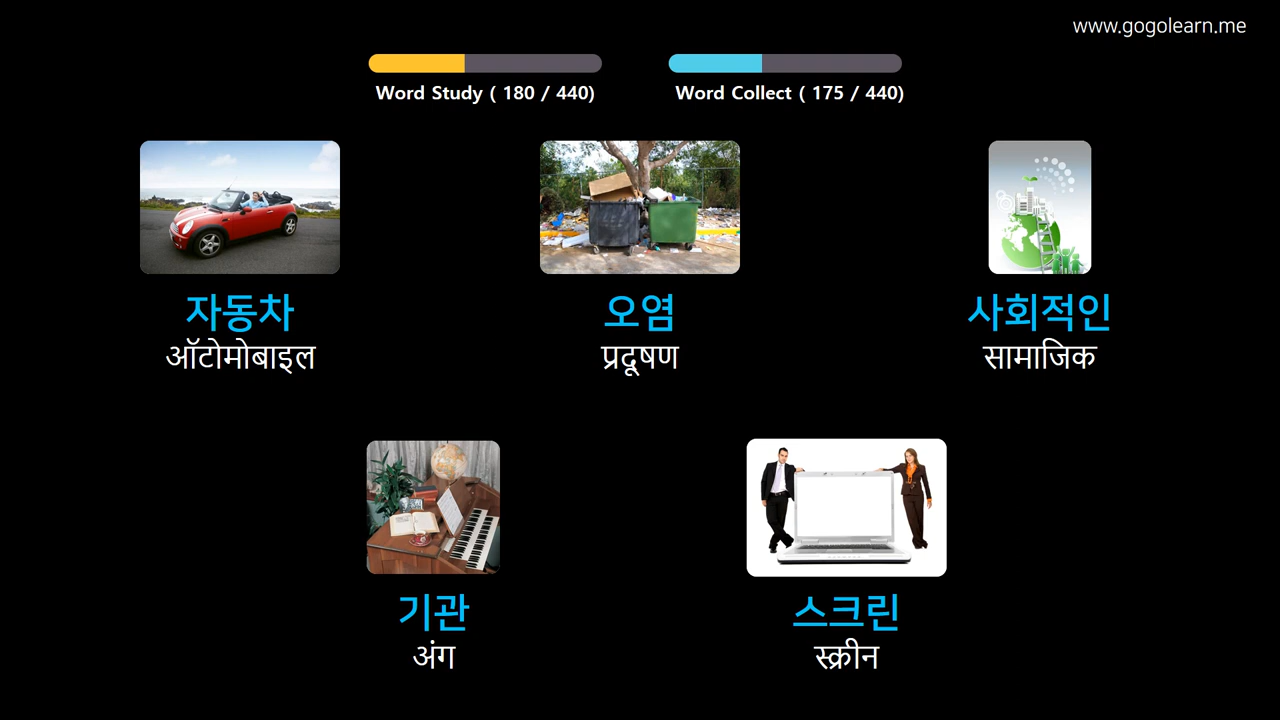 www.gogolearn.me
Word Study ( 180 / 440)
Word Collect ( 175 / 440)
자동차
ऑटोमोबाइल
오염
प्रदूषण
사회적인
सामाजिक
기관
अंग
스크린
स्क्रीन